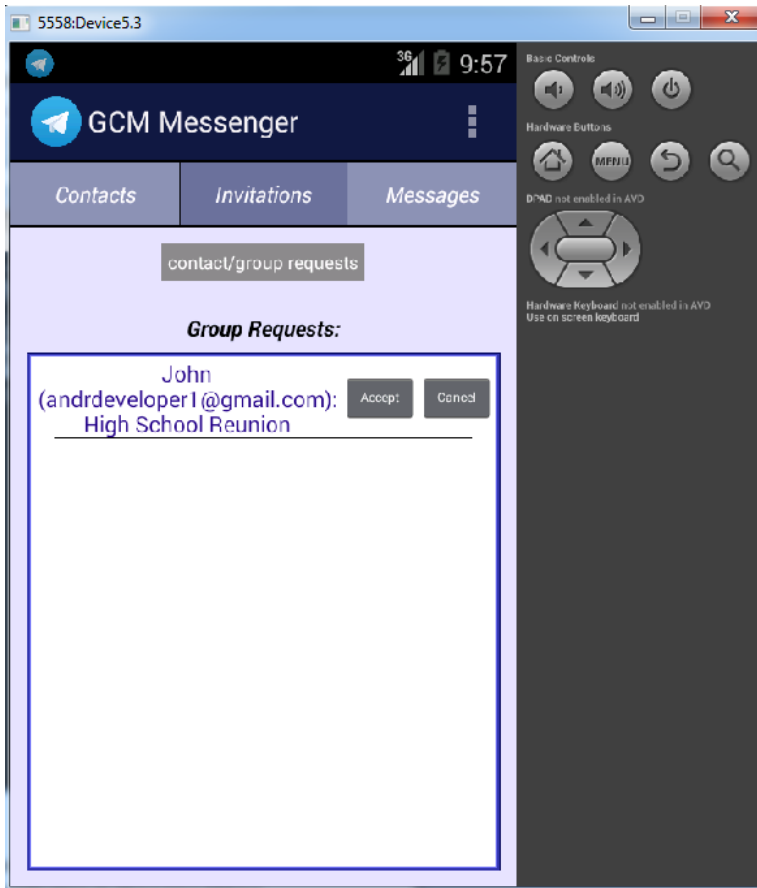 5558:Device5.3
3G 9:57
GCM Messenger
Contacts Invitations Messages
contact/group requests
Group Requests:
John
(andrdeveloper1@gmail.com):
High School Reunion
Accept Cancel
Basic Controls
Hardware Buttons
MENU
DPAD not enabled in AVD
Hardware Keyboard not enabled in AVD
Use on screen keyboard